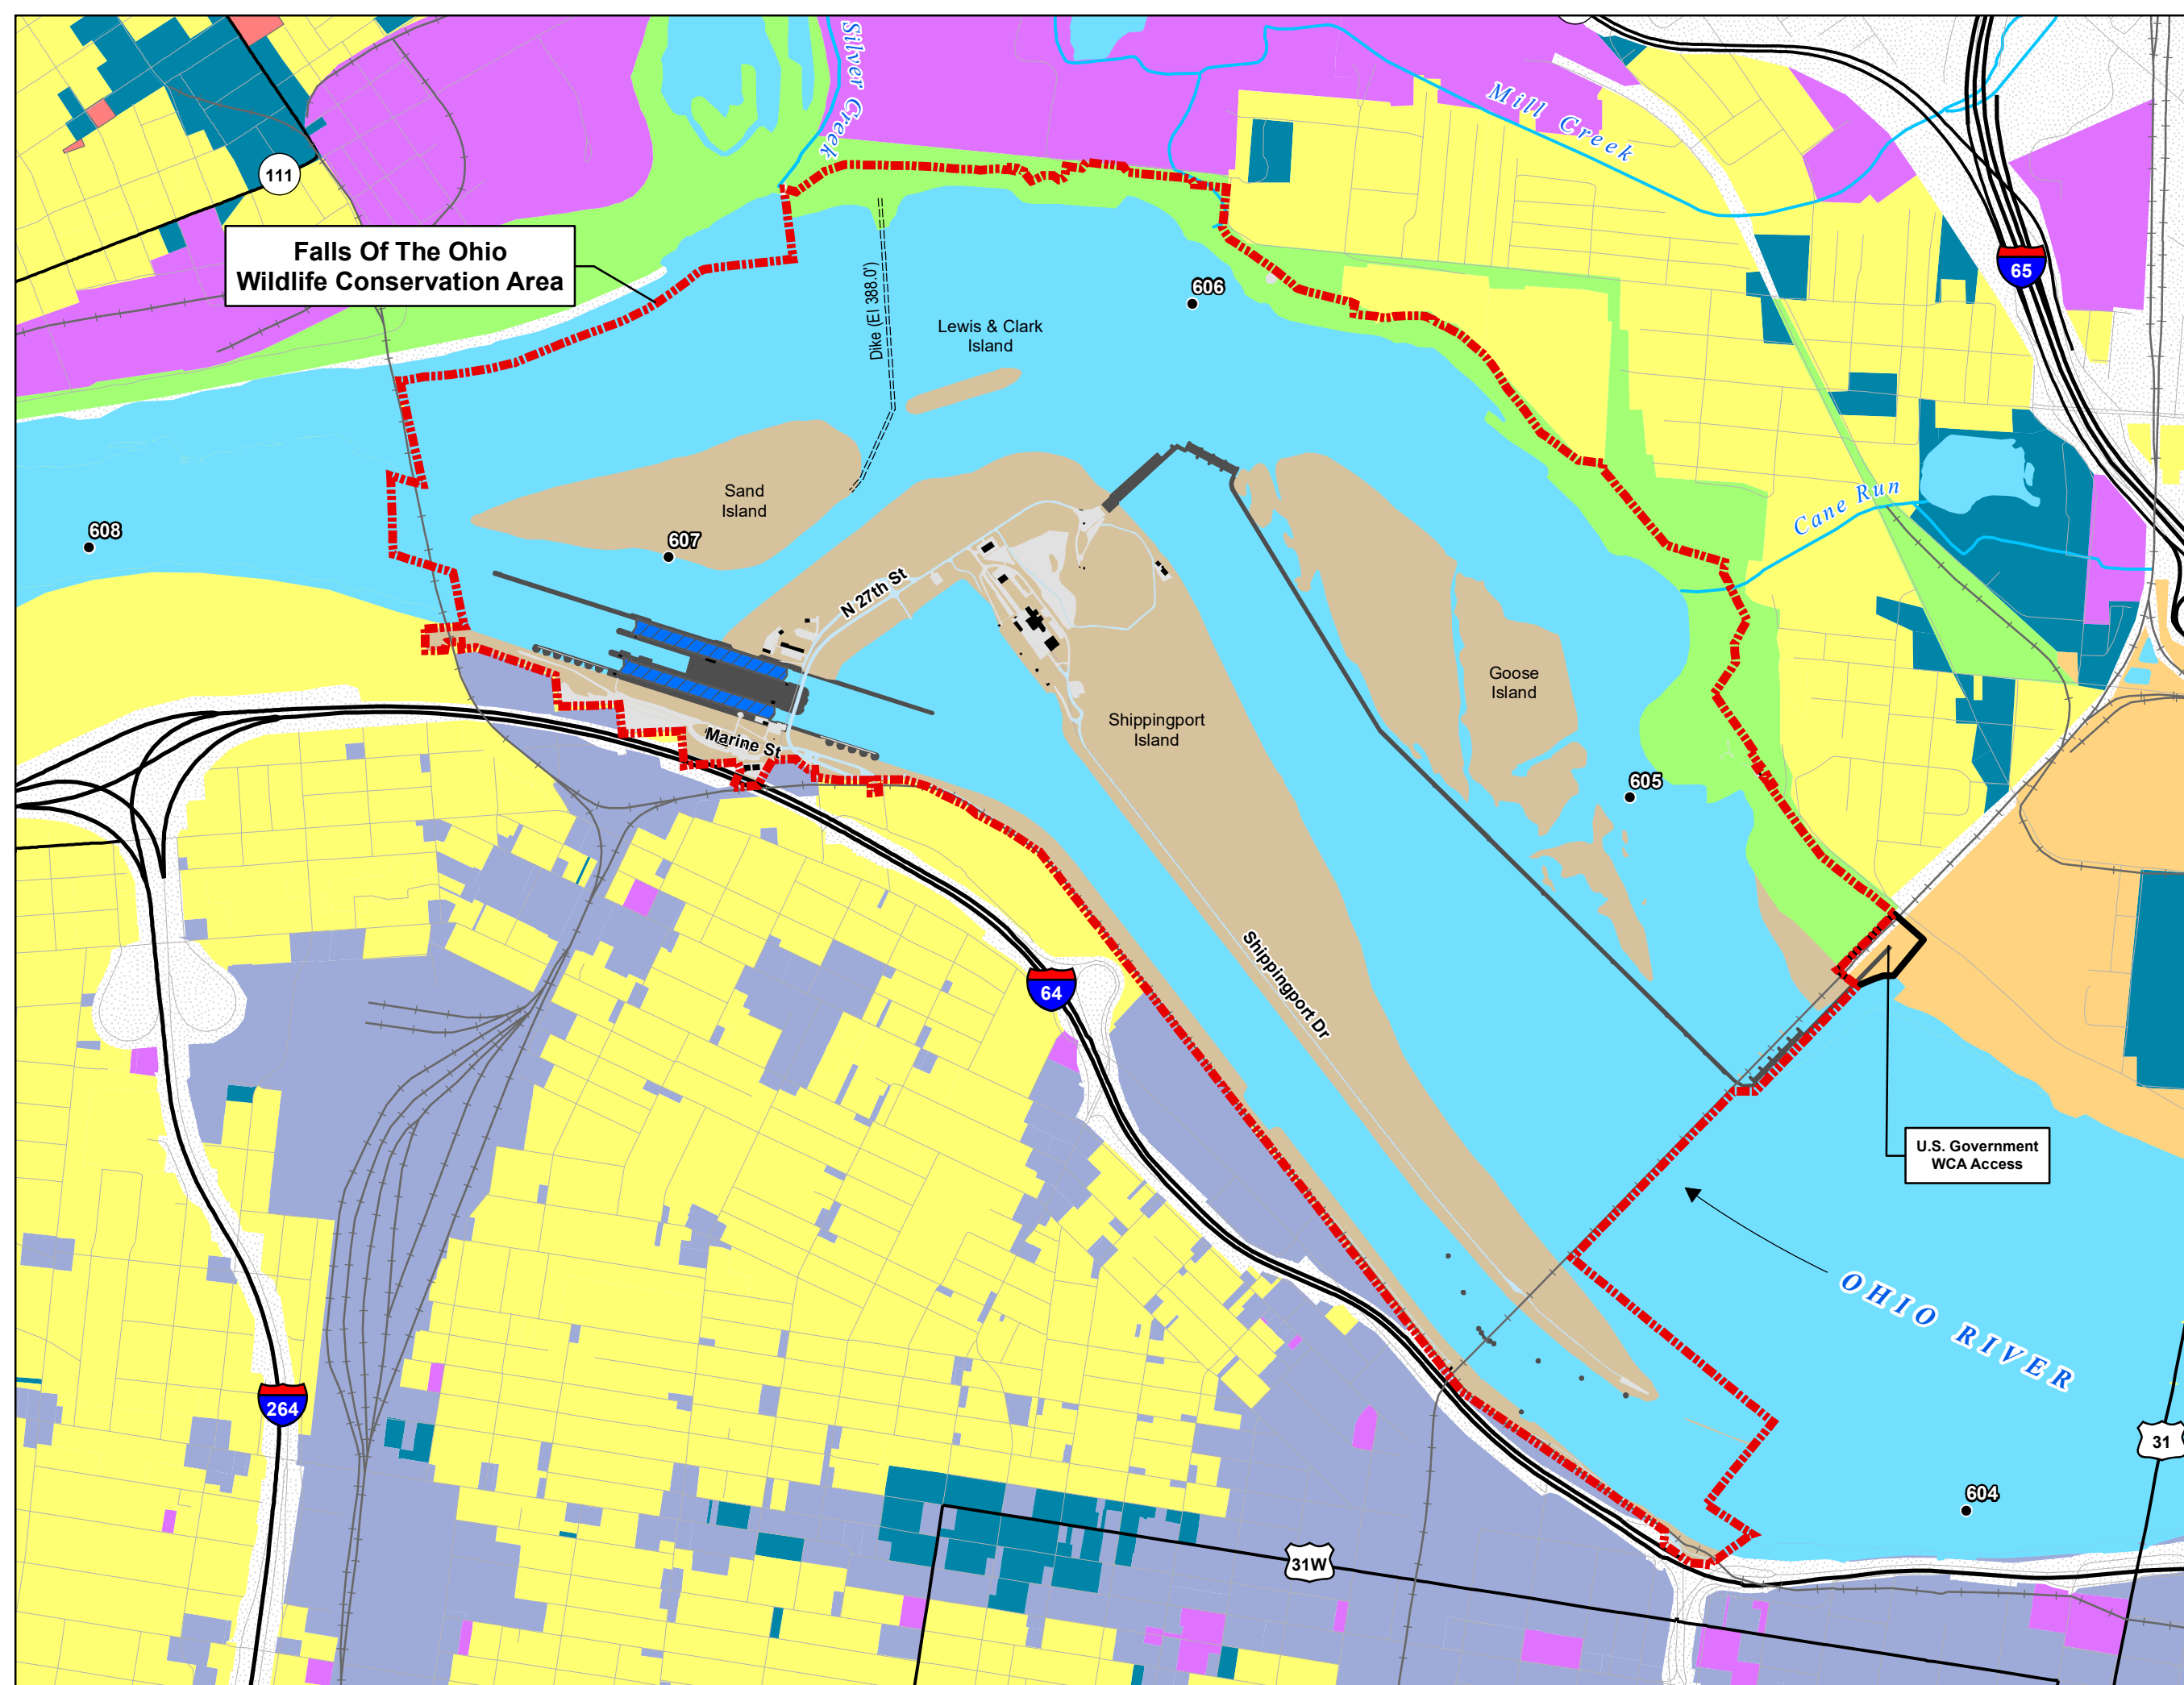 Silver Creek
Mill Creek
111
Falls Of The Ohio
Wildlife Conservation Area
65
606
Dike (El 388.0')
Lewis & Clark
Island
Sand
Island
Cane Run
608
607
N 27th St
Goose
Island
Shippingport
Island
Marine St
605
64
Shippingport Dr
U.S. Government
WCA Access
OHIO RIVER
264
31
604
31W